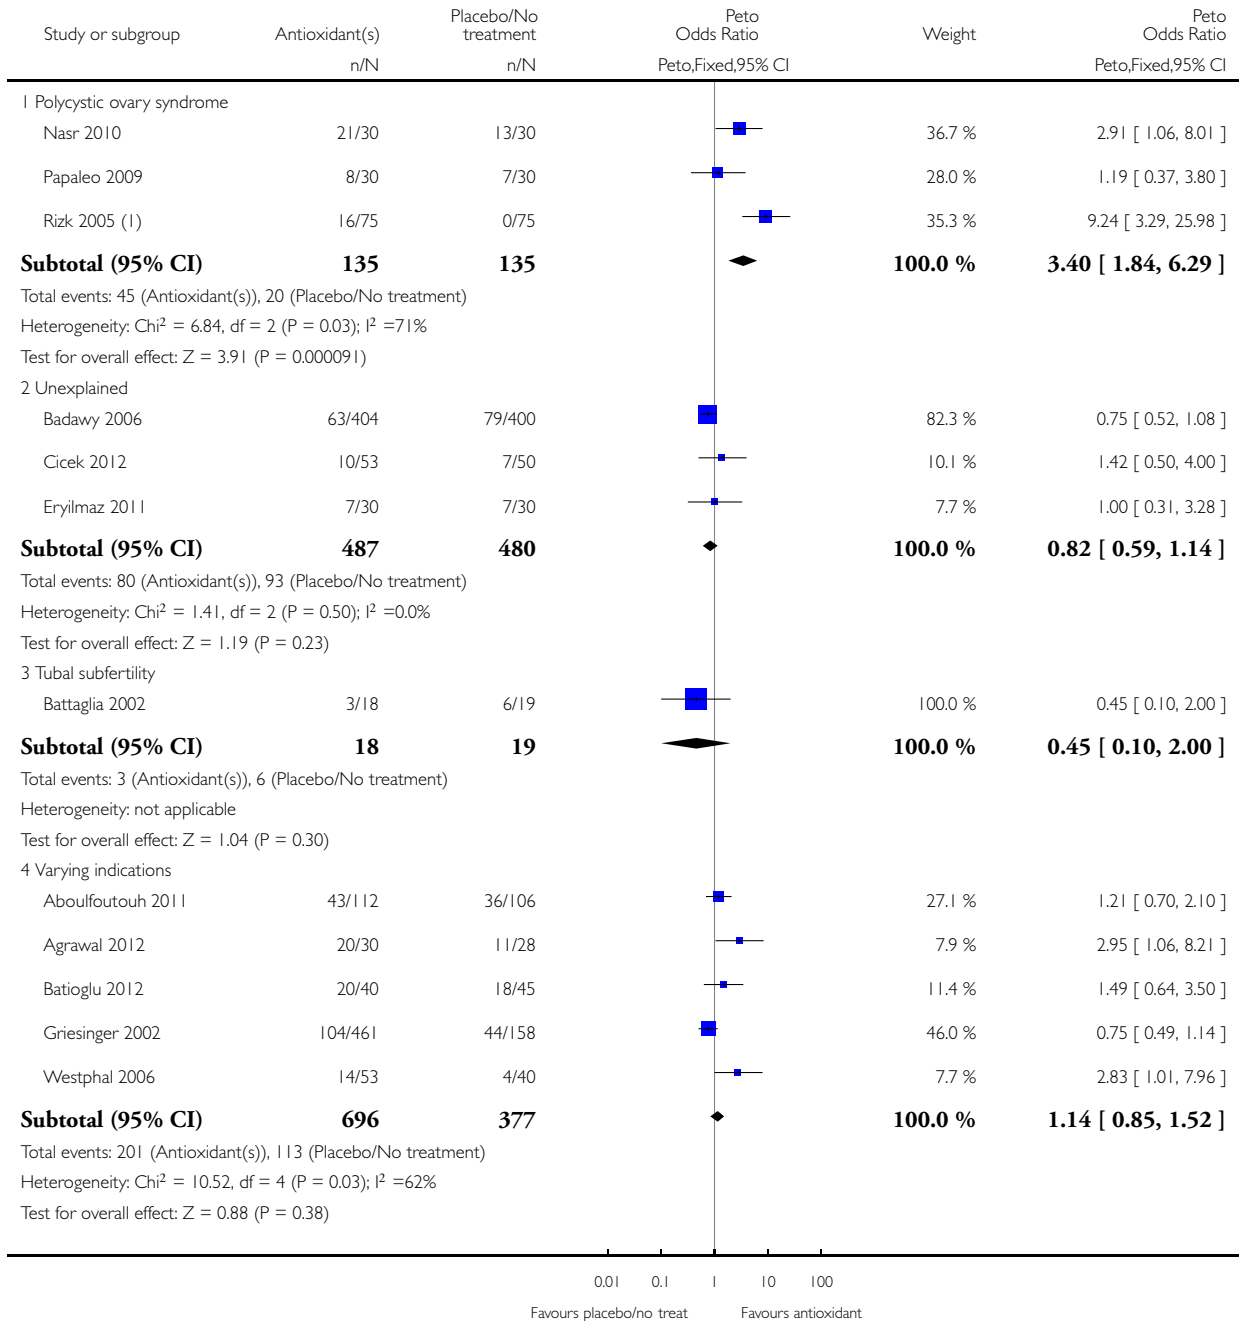 Study or subgroup Antioxidant(s) Placebo/No treatment Peto Odds Ratio Weight Peto Odds Ratio
n/N n/N Peto,Fixed,95% CI Peto,Fixed,95% CI
1 Polycystic ovary syndrome
Nasr 2010 21/30 13/30 36.7 % 2.91 [ 1.06, 8.01 ]
Papaleo 2009 8/30 7/30 28.0 % 1.19 [ 0.37, 3.80 ]
Rizk 2005 (1) 16/75 0/75 35.3 % 9.24 [ 3.29, 25.98 ]
Subtotal (95% CI) 135 135 100.0 % 3.40 [ 1.84, 6.29 ]
Total events: 45 (Antioxidant(s)), 20 (Placebo/No treatment)
Heterogeneity: Chi² = 6.84, df = 2 (P = 0.03); I² =71%
Test for overall effect: Z = 3.91 (P = 0.000091)
2 Unexplained
Badawy 2006 63/404 79/400 82.3 % 0.75 [ 0.52, 1.08 ]
Cicek 2012 10/53 7/50 10.1 % 1.42 [ 0.50, 4.00 ]
Eryilmaz 2011 7/30 7/30 7.7 % 1.00 [ 0.31, 3.28 ]
Subtotal (95% CI) 487 480 100.0 % 0.82 [ 0.59, 1.14 ]
Total events: 80 (Antioxidant(s)), 93 (Placebo/No treatment)
Heterogeneity: Chi² = 1.41, df = 2 (P = 0.50); I² =0.0%
Test for overall effect: Z = 1.19 (P = 0.23)
3 Tubal subfertility
Battaglia 2002 3/18 6/19 100.0 % 0.45 [ 0.10, 2.00 ]
Subtotal (95% CI) 18 19 100.0 % 0.45 [ 0.10, 2.00 ]
Total events: 3 (Antioxidant(s)), 6 (Placebo/No treatment)
Heterogeneity: not applicable
Test for overall effect: Z = 1.04 (P = 0.30)
4 Varying indications
Aboulfoutouh 2011 43/112 36/106 27.1 % 1.21 [ 0.70, 2.10 ]
Agrawal 2012 20/30 11/28 7.9 % 2.95 [ 1.06, 8.21 ]
Batioglu 2012 20/40 18/45 11.4 % 1.49 [ 0.64, 3.50 ]
Griesinger 2002 104/461 44/158 46.0 % 0.75 [ 0.49, 1.14 ]
Westphal 2006 14/53 4/40 7.7 % 2.83 [ 1.01, 7.96 ]
Subtotal (95% CI) 696 377 100.0 % 1.14 [ 0.85, 1.52 ]
Total events: 201 (Antioxidant(s)), 113 (Placebo/No treatment)
Heterogeneity: Chi² = 10.52, df = 4 (P = 0.03); I² =62%
Test for overall effect: Z = 0.88 (P = 0.38)
0.01 0.1 1 10 100
Favours placebo/no treat Favours antioxidant